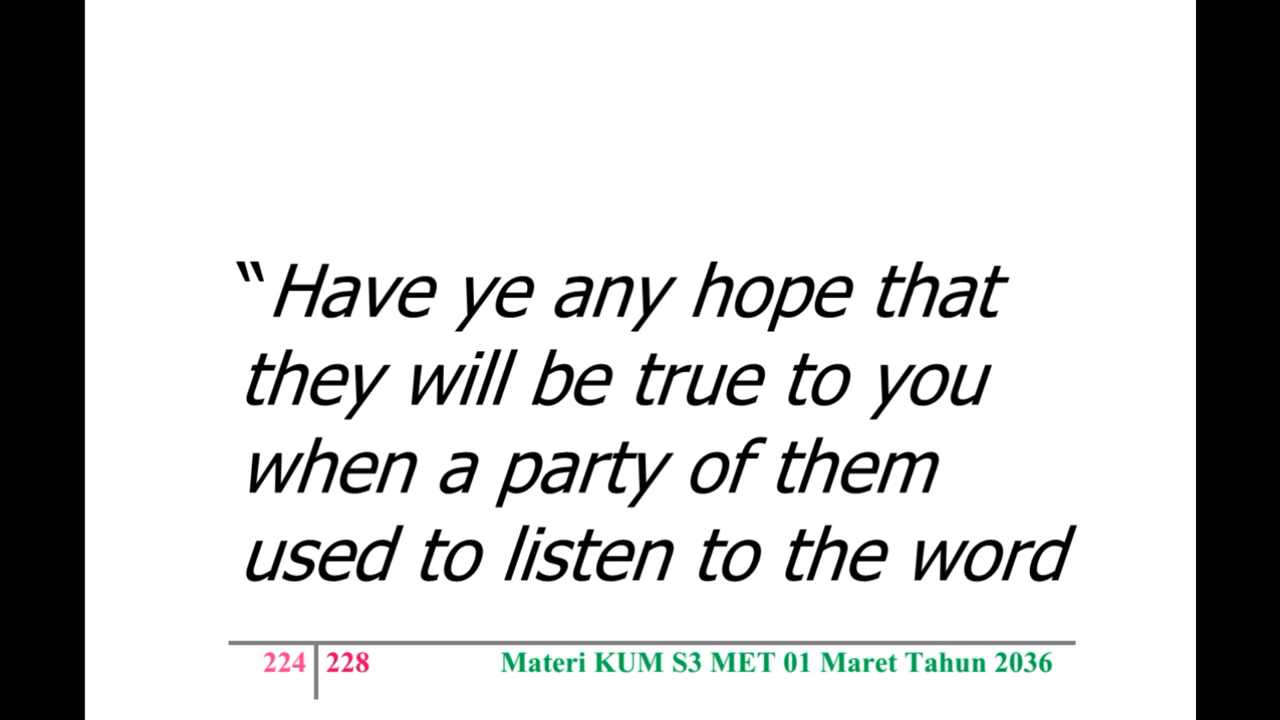 “Have ye any hope that
they will be true to you
when a party of them
used to listen to the word
224 228 Materi KUM S3 MET 01 Maret Tahun 2036